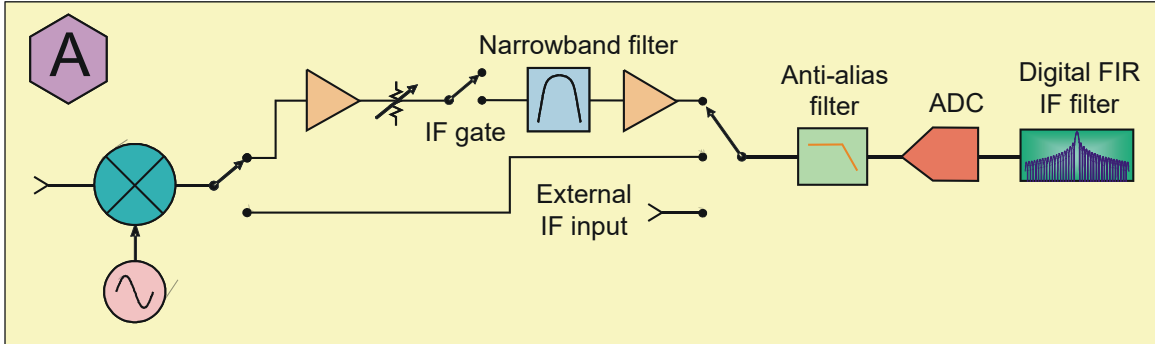 A
Narrowband filter
IF gate
External
IF input
Anti-alias
filter
ADC
Digital FIR
IF filter